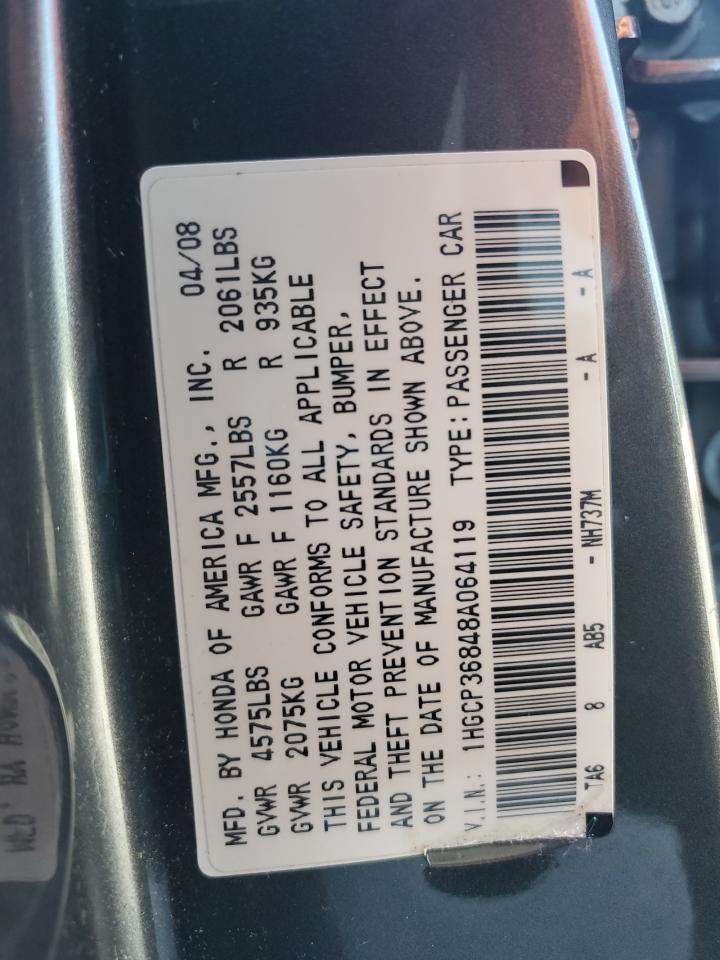 MFD. BY HONDA OF AMERICA MFG., INC. 04/08
GVWR 4575LBS GAWR F 2557LBS R 2061LBS
GVWR 2075KG GAWR F 1160KG R 935KG
THIS VEHICLE CONFORMS TO ALL APPLICABLE
FEDERAL MOTOR VEHICLE SAFETY, BUMPER,
AND THEFT PREVENTION STANDARDS IN EFFECT
ON THE DATE OF MANUFACTURE SHOWN ABOVE.
V.I.N.: 1HGCP36848A064119 TYPE: PASSENGER CAR
TA6 8 AB5 - NH737M - A - A